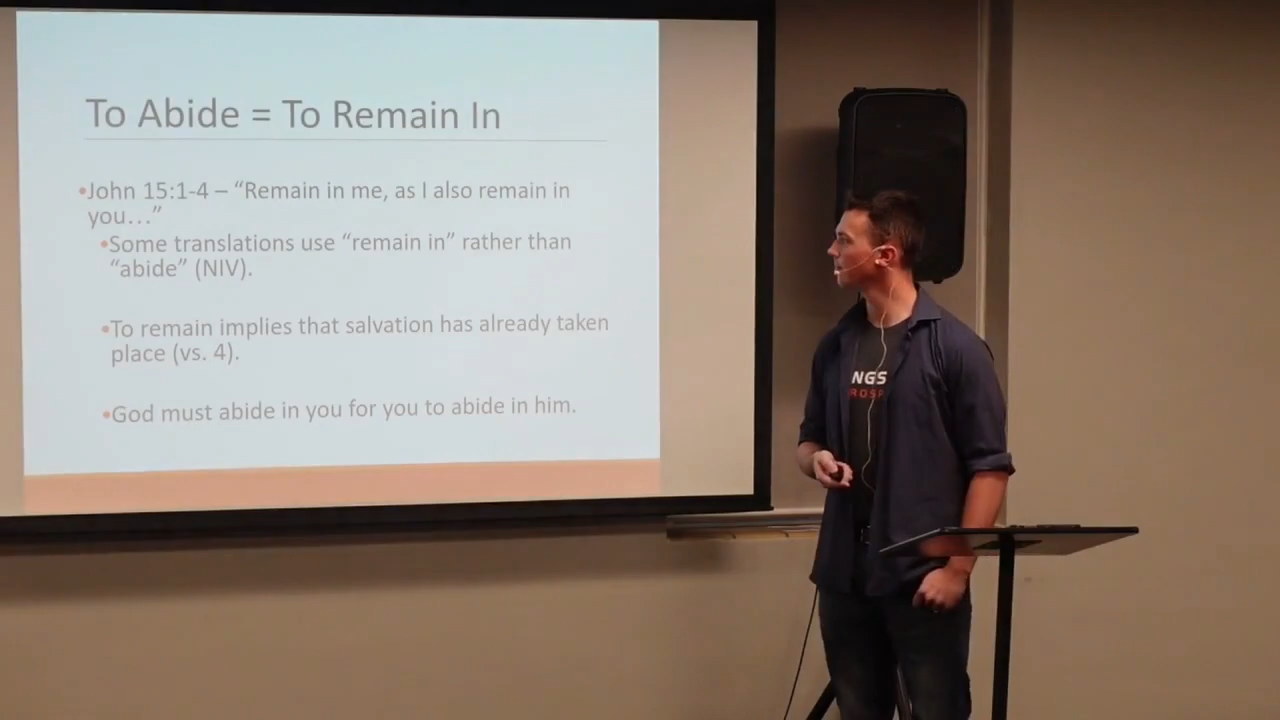 To Abide = To Remain In
•John 15:1-4 – “Remain in me, as I also remain in
you…”
•Some translations use “remain in” rather than
“abide” (NIV).
•To remain implies that salvation has already taken
place (vs. 4).
•God must abide in you for you to abide in him.
NGS
ROSP